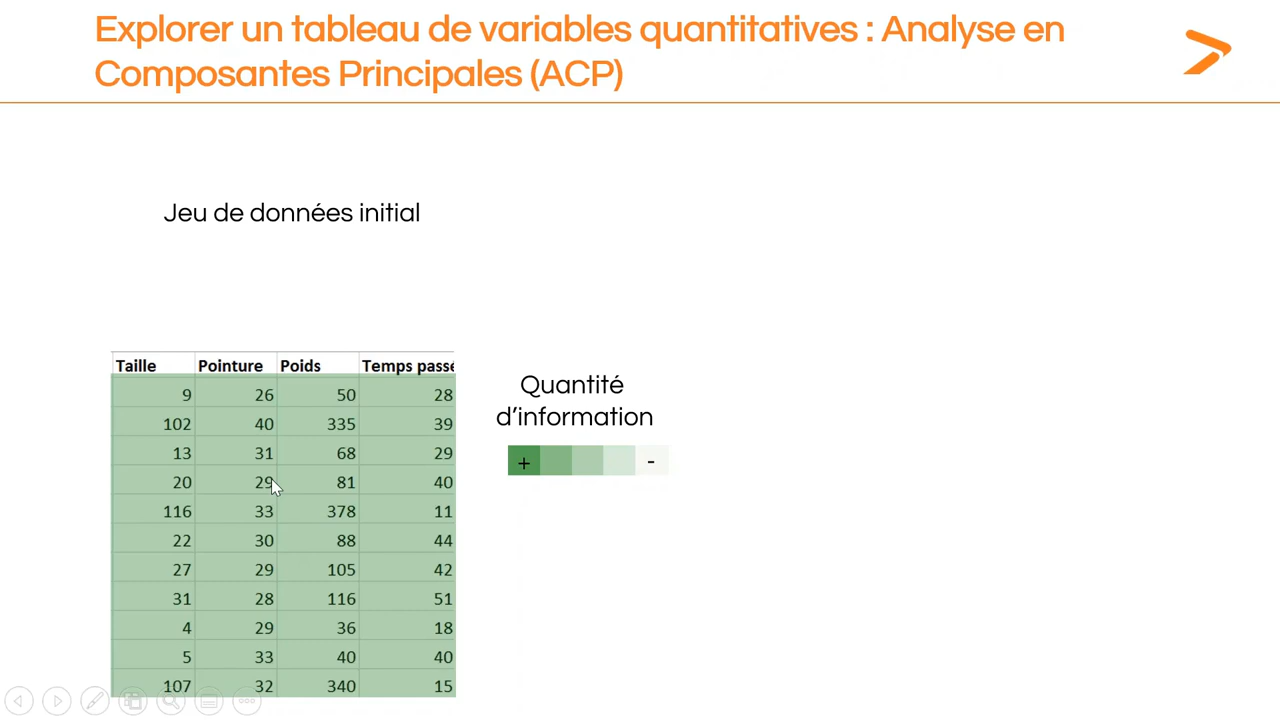 Explorer un tableau de variables quantitatives : Analyse en
Composantes Principales (ACP)
Jeu de données initial
Taille Pointure Poids Temps passé
9 26 50 28
102 40 335 39
13 31 68 29
20 29 81 40
116 33 378 11
22 30 88 44
27 29 105 42
31 28 116 51
4 29 36 18
5 33 40 40
107 32 340 15
Quantité
d’information
+ -